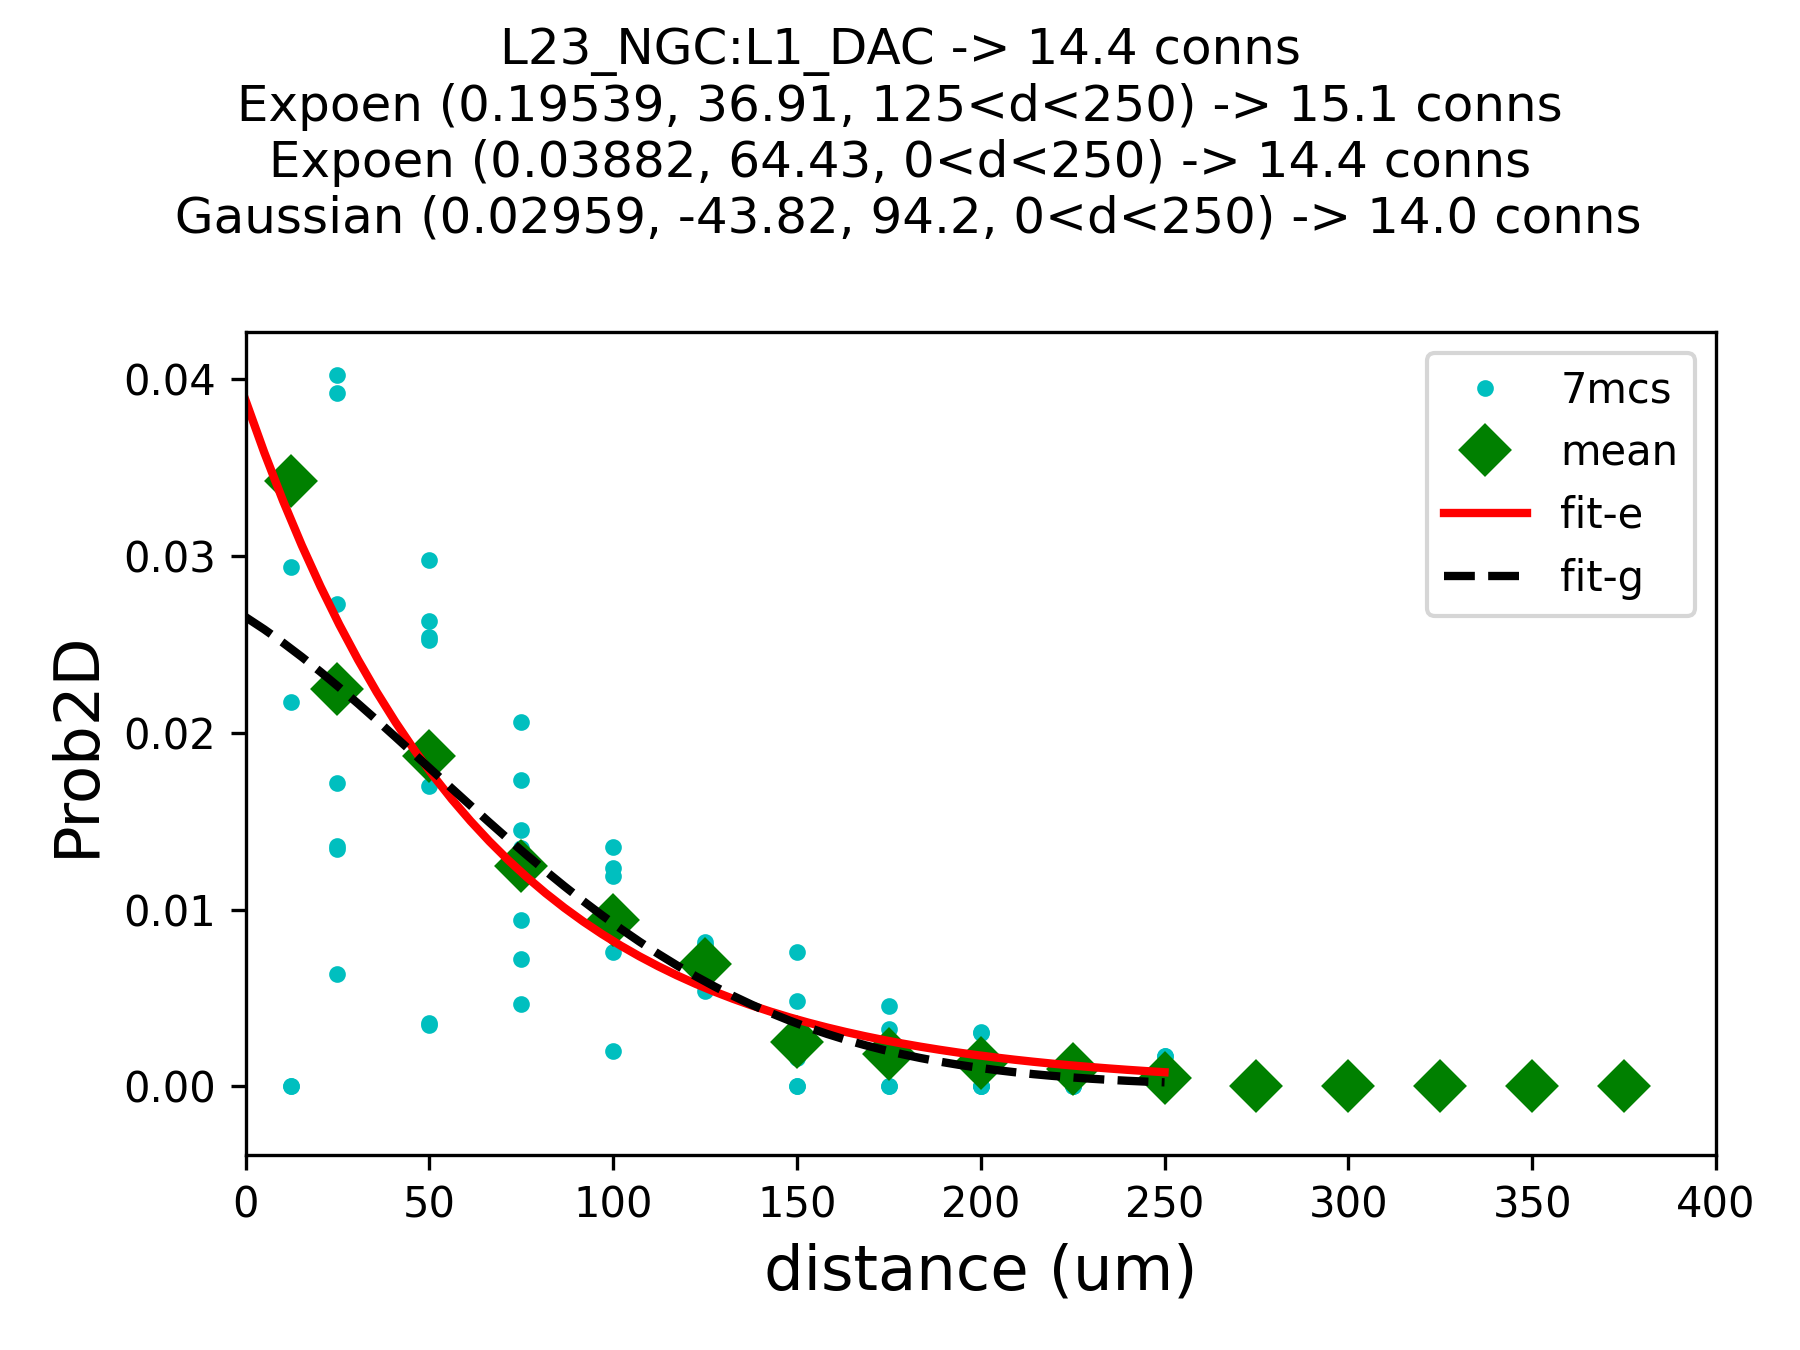 L23_NGC:L1_DAC -> 14.4 conns
Expoen (0.19539, 36.91, 125<d<250) -> 15.1 conns
Expoen (0.03882, 64.43, 0<d<250) -> 14.4 conns
Gaussian (0.02959, -43.82, 94.2, 0<d<250) -> 14.0 conns
7mcs
mean
fit-e
fit-g
Prob2D
0.04
0.03
0.02
0.01
0.00
0 50 100 150 200 250 300 350 400
distance (um)